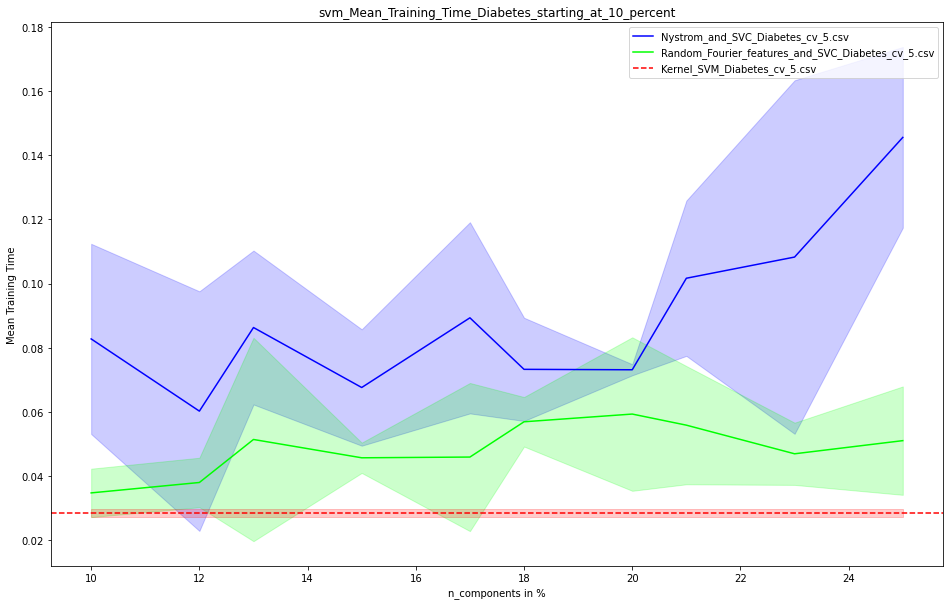 svm_Mean_Training_Time_Diabetes_starting_at_10_percent
Nystrom_and_SVC_Diabetes_cv_5.csv
Random_Fourier_features_and_SVC_Diabetes_cv_5.csv
Kernel_SVM_Diabetes_cv_5.csv
0.18
0.16
0.14
0.12
0.10
0.08
0.06
0.04
0.02
Mean Training Time
10 12 14 16 18 20 22 24
n_components in %